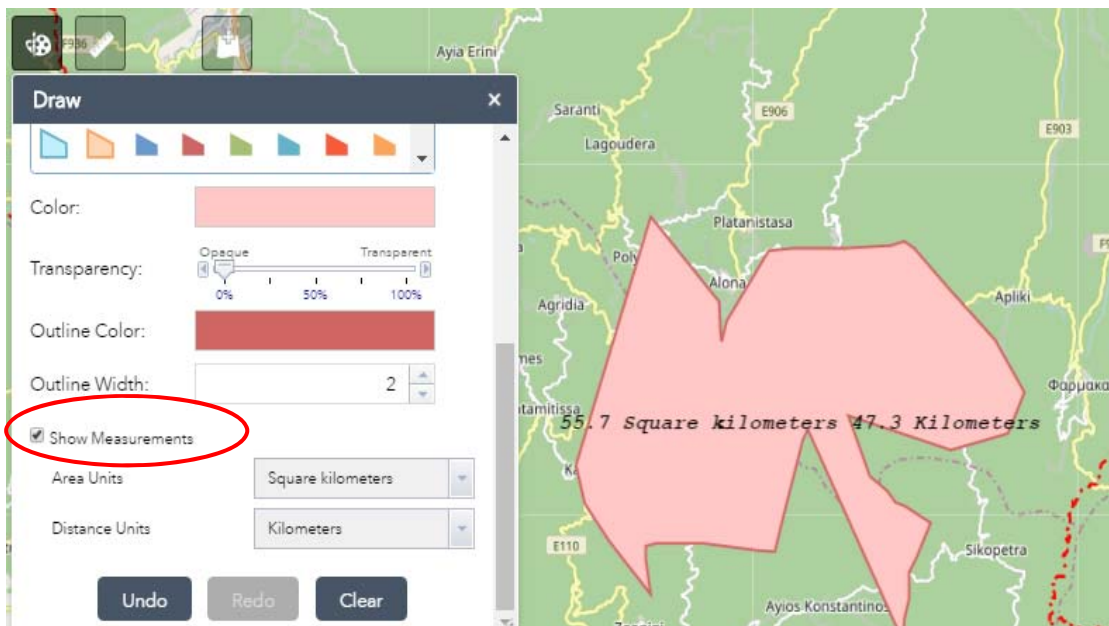 F936
Ayia Erini
Draw
×
Saranti
E906
E903
Lagoudera
Color:
Platanistasa
Opaque
Transparent
Transparency:
0%
50%
100%
Alona
Agridia
Apliki
Outline Color:
Outline Width:
2
55.7 Square kilometers 47.3 Kilometers
Show Measurements
Area Units
Square kilometers
Distance Units
Kilometers
E110
Sikopetra
Undo
Redo
Clear
Ayios Konstantinos